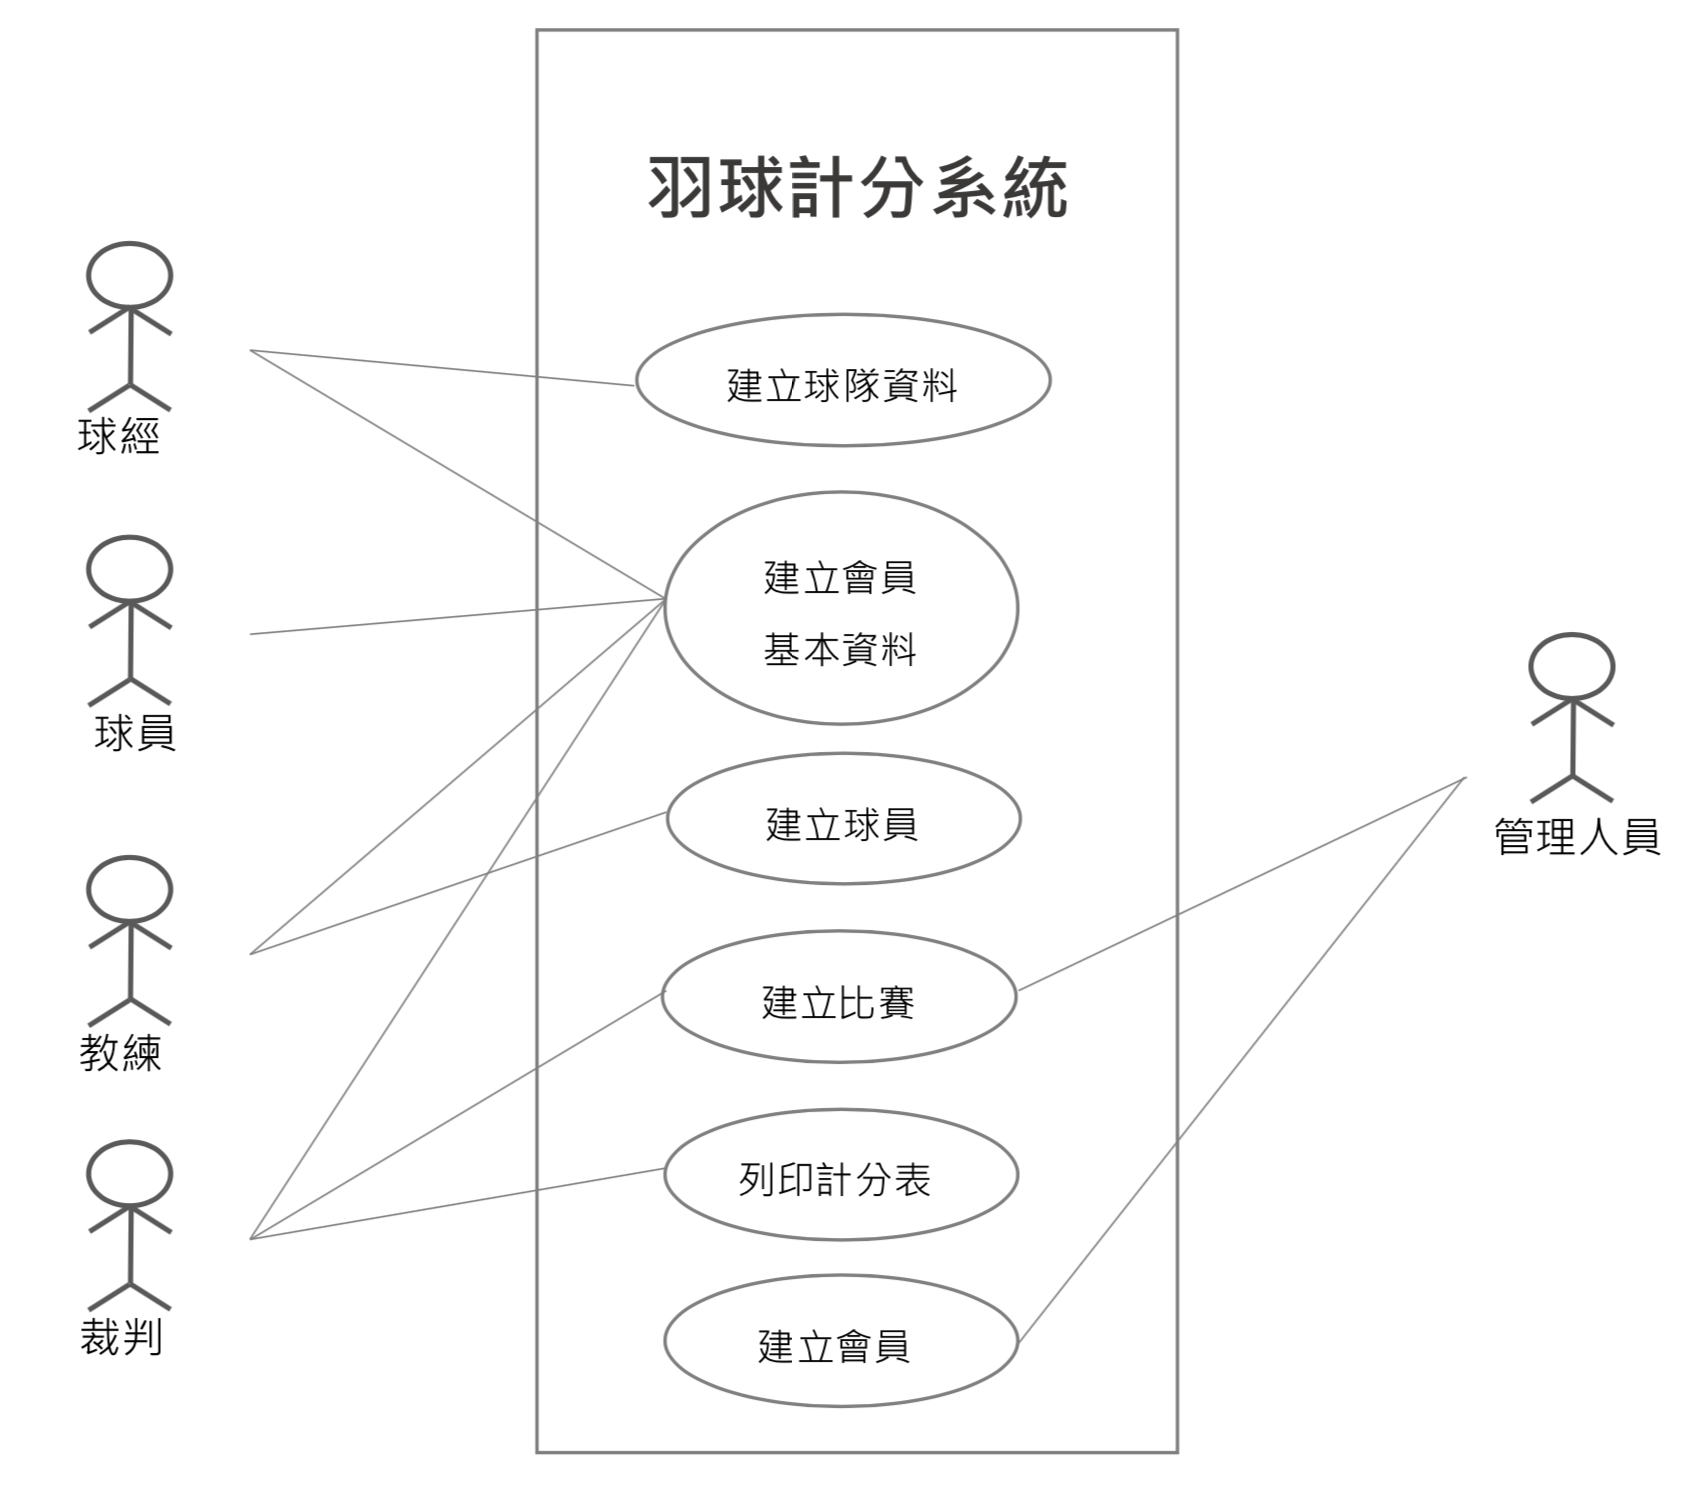 羽球計分系統
球經
球員
教練
裁判
建立球隊資料
建立會員
基本資料
建立球員
建立比賽
列印計分表
建立會員
管理人員